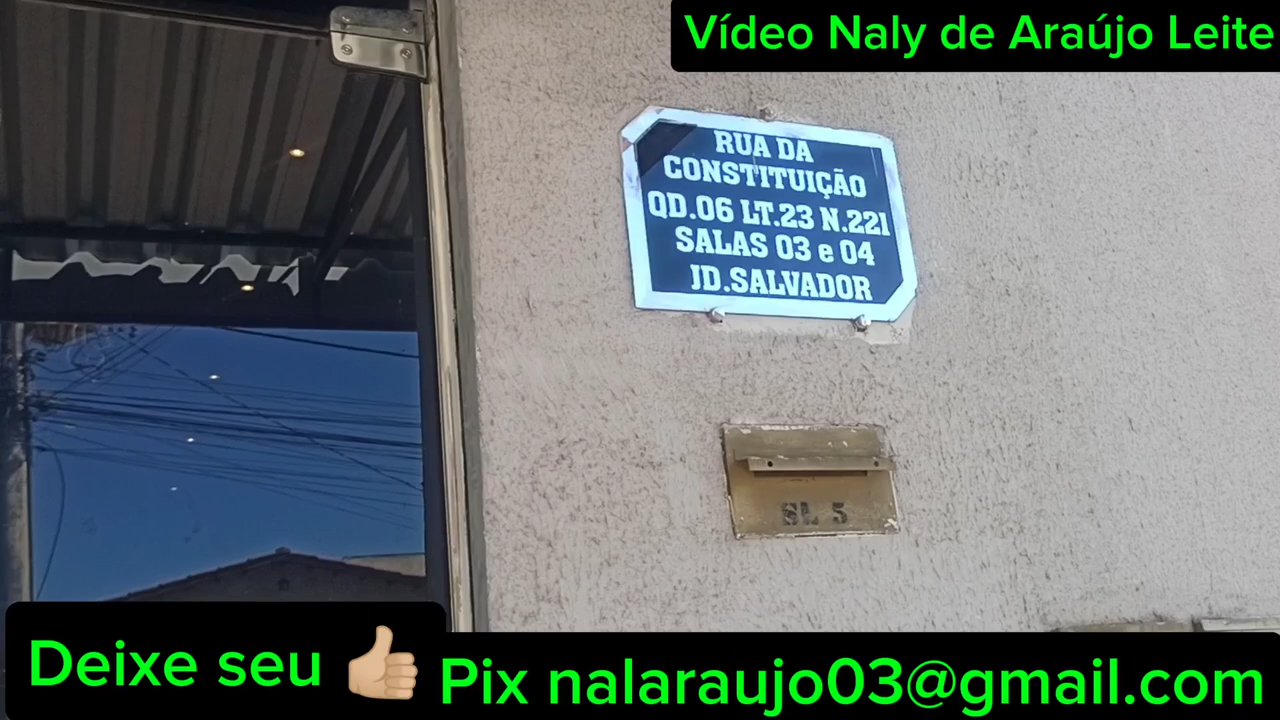 Vídeo Naly de Araújo Leite
RUA DA
CONSTITUIÇÃO
QD.06 LT.23 N.221
SALAS 03 e 04
JD.SALVADOR
SL 3
Deixe seu 👍🏼
Pix nalaraujo03@gmail.com